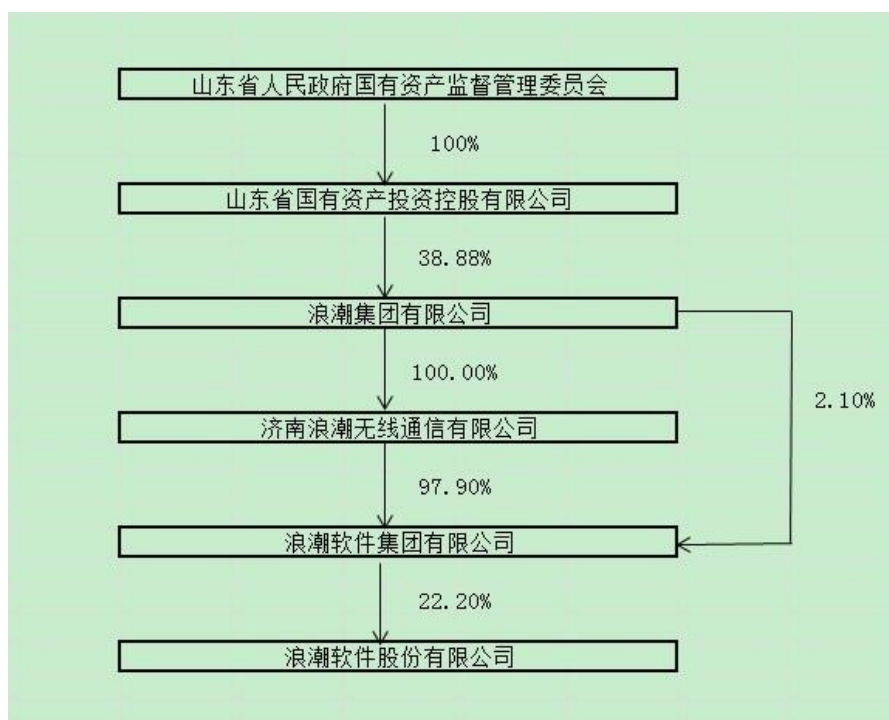 山东省人民政府国有资产监督管理委员会
100%
山东省国有资产投资控股有限公司
38.88%
浪潮集团有限公司
100.00%
2.10%
济南浪潮无线通信有限公司
97.90%
浪潮软件集团有限公司
22.20%
浪潮软件股份有限公司